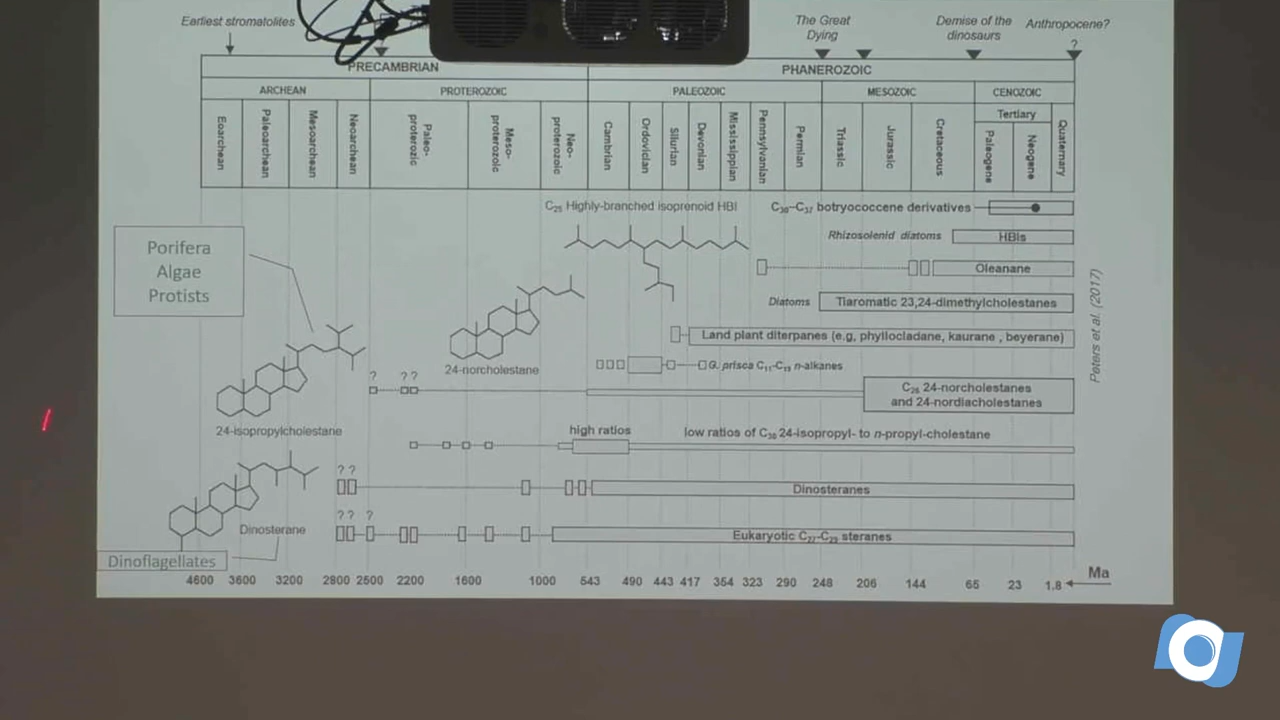 Earliest stromatolites
The Great
Dying
Demise of the
dinosaurs
Anthropocene?
?
PRECAMBRIAN
PHANEROZOIC
ARCHEAN
PROTEROZOIC
PALEOZOIC
MESOZOIC
CENOZOIC
Tertiary
Eoarchean
Paleoarchean
Mesoarchean
Neoarchean
Paleo-
proterozic
Meso-
proterozoic
Neo-
proterozoic
Cambrian
Ordovician
Silurian
Devonian
Mississippian
Pennsylvanian
Permian
Triassic
Jurassic
Cretaceous
Paleogene
Neogene
Quaternary
C25 Highly-branched isoprenoid HBI
C30–C37 botryococcene derivatives
Rhizosolenid diatoms
HBIs
Porifera
Algae
Protists
Oleanane
Diatoms
Tiaromatic 23,24-dimethylcholestanes
Land plant diterpanes (e,g, phyllocladane, kaurane , beyerane)
24-norcholestane
G. prisca C11-C19 n-alkanes
? ? ?
C26 24-norcholestanes
and 24-nordiacholestanes
24-isopropylcholestane
high ratios
low ratios of C30 24-isopropyl- to n-propyl-cholestane
? ?
Dinosteranes
Dinosterane
? ? ?
Eukaryotic C27-C29 steranes
Dinoflagellates
4600 3600 3200 2800 2500 2200 1600 1000 543 490 443 417 354 323 290 248 206 144 65 23 1.8
Ma
Peters et al. (2017)